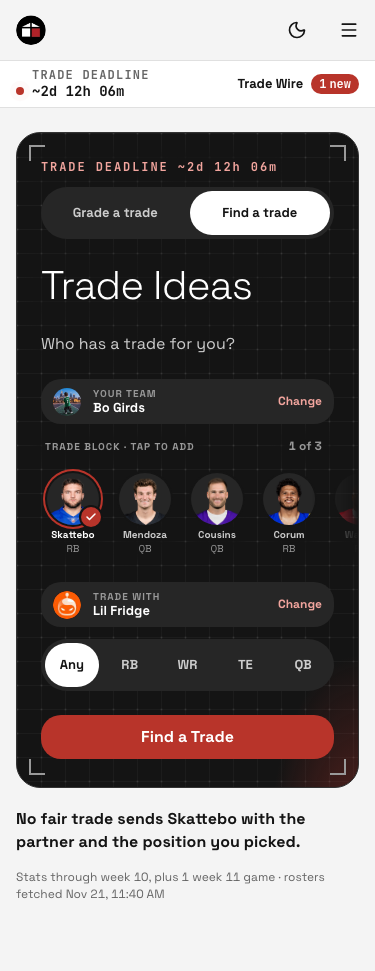 TRADE DEADLINE
~2d 12h 06m
Trade Wire
1 new
TRADE DEADLINE ~2d 12h 06m
Grade a trade
Find a trade
Trade Ideas
Who has a trade for you?
YOUR TEAM
Bo Girds
Change
TRADE BLOCK · TAP TO ADD
1 of 3
Skattebo
RB
Mendoza
QB
Cousins
QB
Corum
RB
TRADE WITH
Lil Fridge
Change
Any
RB
WR
TE
QB
Find a Trade
No fair trade sends Skattebo with the
partner and the position you picked.
Stats through week 10, plus 1 week 11 game · rosters
fetched Nov 21, 11:40 AM